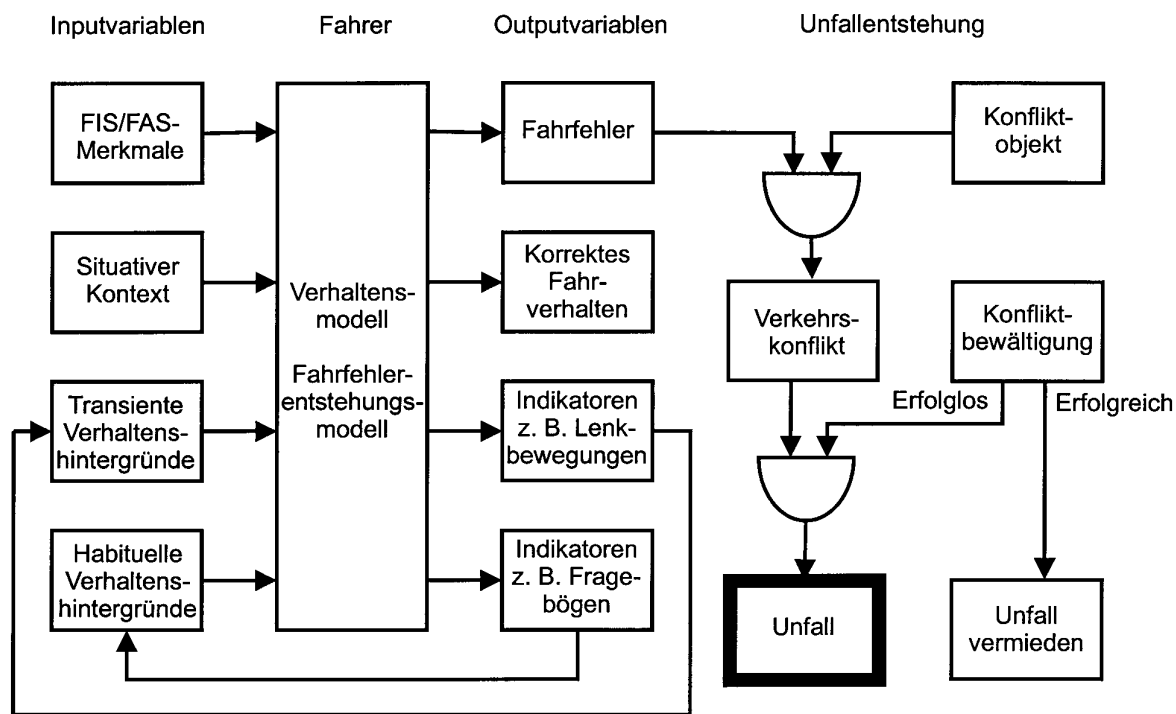 Inputvariablen
Fahrer
Outputvariablen
Unfallentstehung
FIS/FAS-
Merkmale
Fahrfehler
Konflikt-
objekt
Situativer
Kontext
Verhaltens-
modell
Fahrfehler-
entstehungs-
modell
Korrektes
Fahr-
verhalten
Verkehrs-
konflikt
Konflikt-
bewältigung
Erfolglos
Erfolgreich
Transiente
Verhaltens-
hintergründe
Indikatoren
z. B. Lenk-
bewegungen
Habituelle
Verhaltens-
hintergründe
Indikatoren
z. B. Frage-
bögen
Unfall
Unfall
vermieden